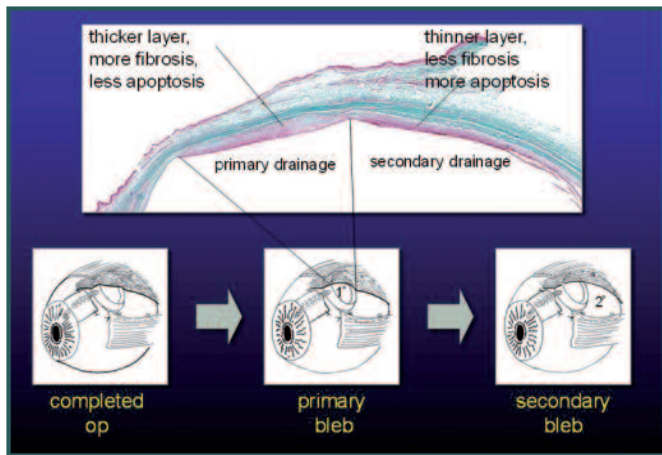 thicker layer,
more fibrosis,
less apoptosis
thinner layer,
less fibrosis
more apoptosis
primary drainage
secondary drainage
1'
2'
completed
op
primary
bleb
secondary
bleb